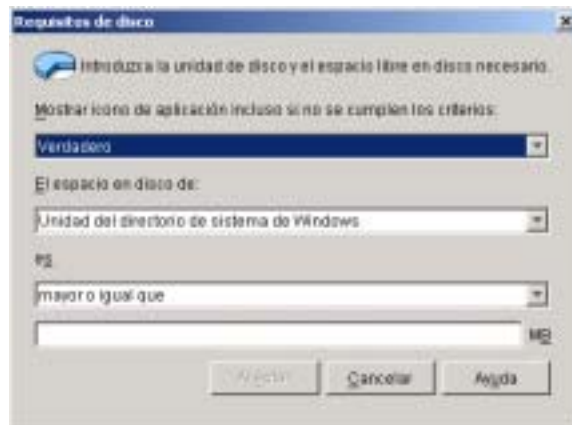 Requisitos de disco
Introduzca la unidad de disco y el espacio libre en disco necesario.
Mostrar icono de aplicación incluso si no se cumplen los criterios:
Verdadero
El espacio en disco de:
Unidad del directorio de sistema de Windows
es
mayor o igual que
MB
Aceptar Cancelar Ayuda